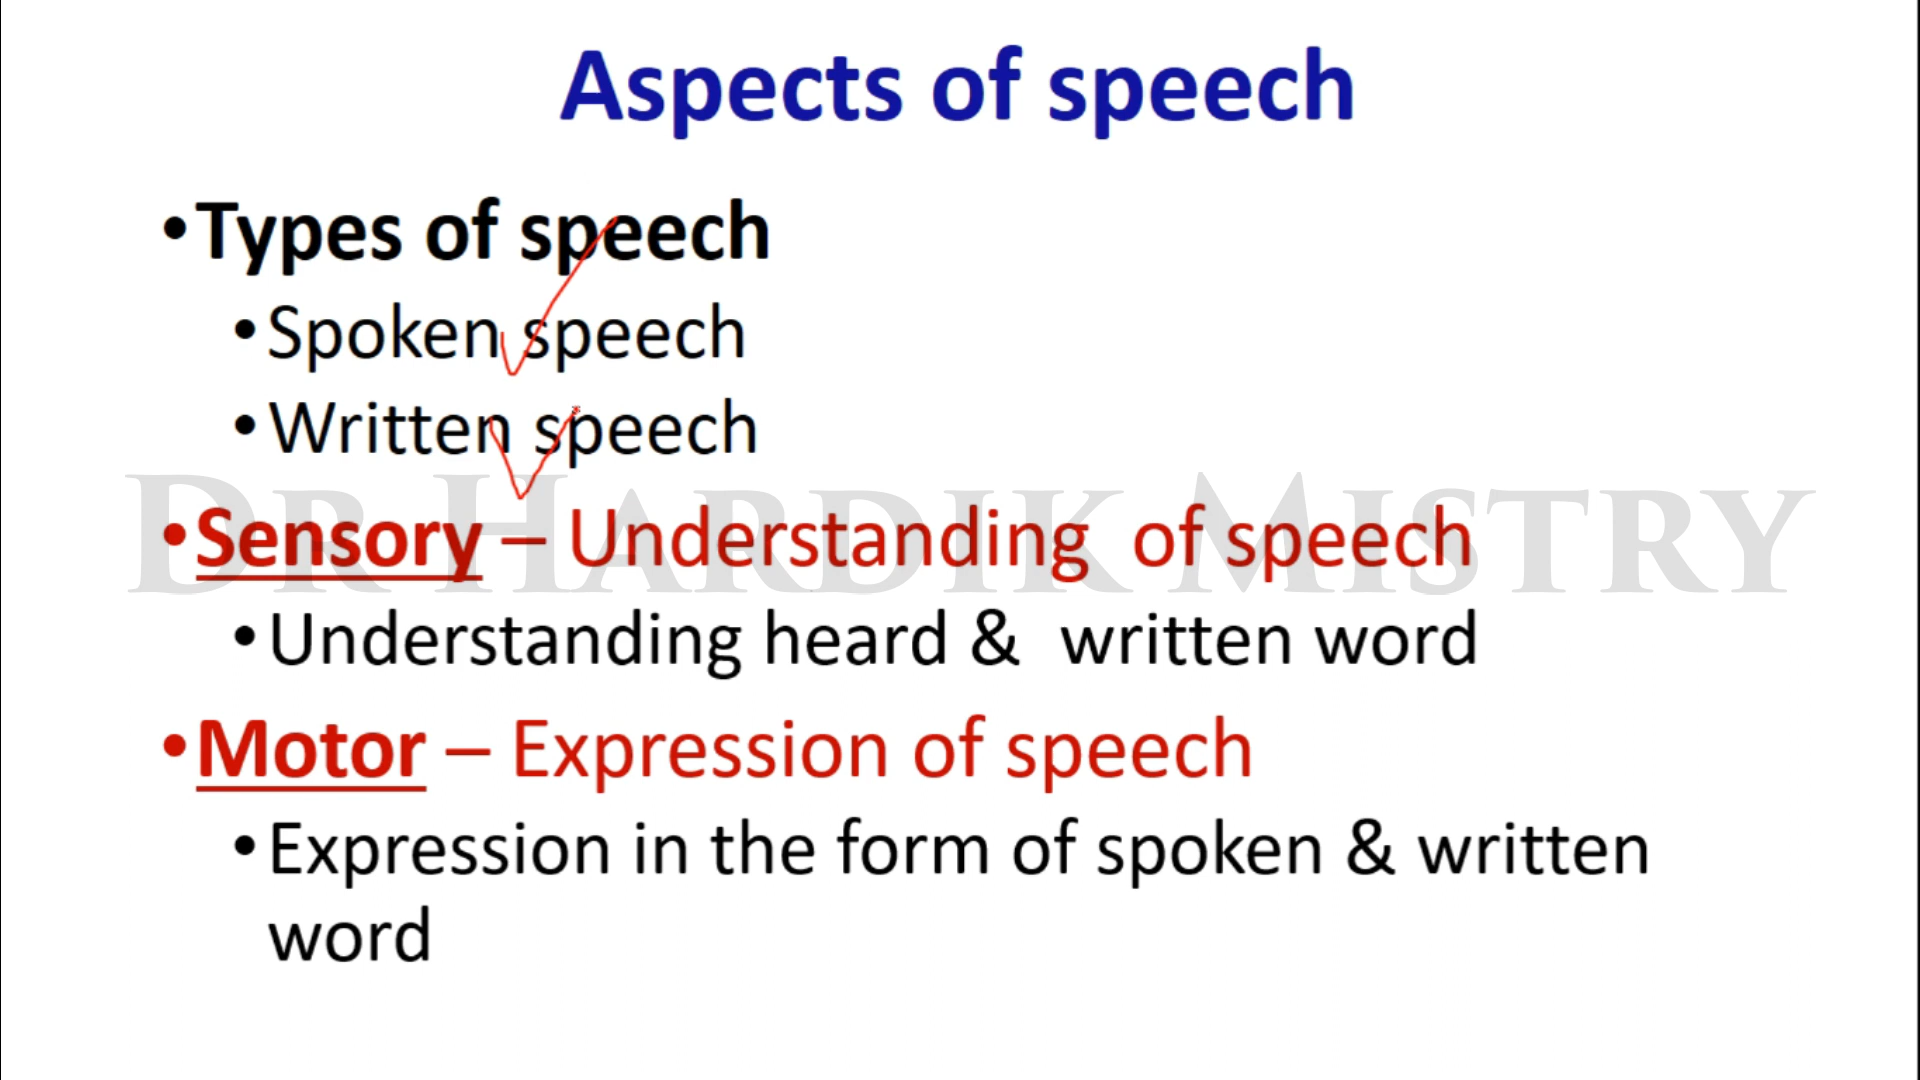 Aspects of speech
•Types of speech
•Spoken speech
•Written speech
DR HARDIK MISTRY
•Sensory – Understanding of speech
•Understanding heard & written word
•Motor – Expression of speech
•Expression in the form of spoken & written
word